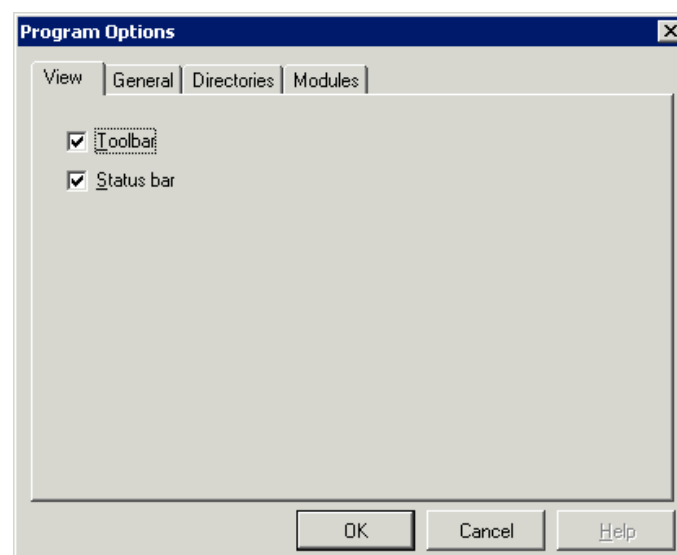 Program Options
View General Directories Modules
Toolbar
Status bar
OK Cancel Help